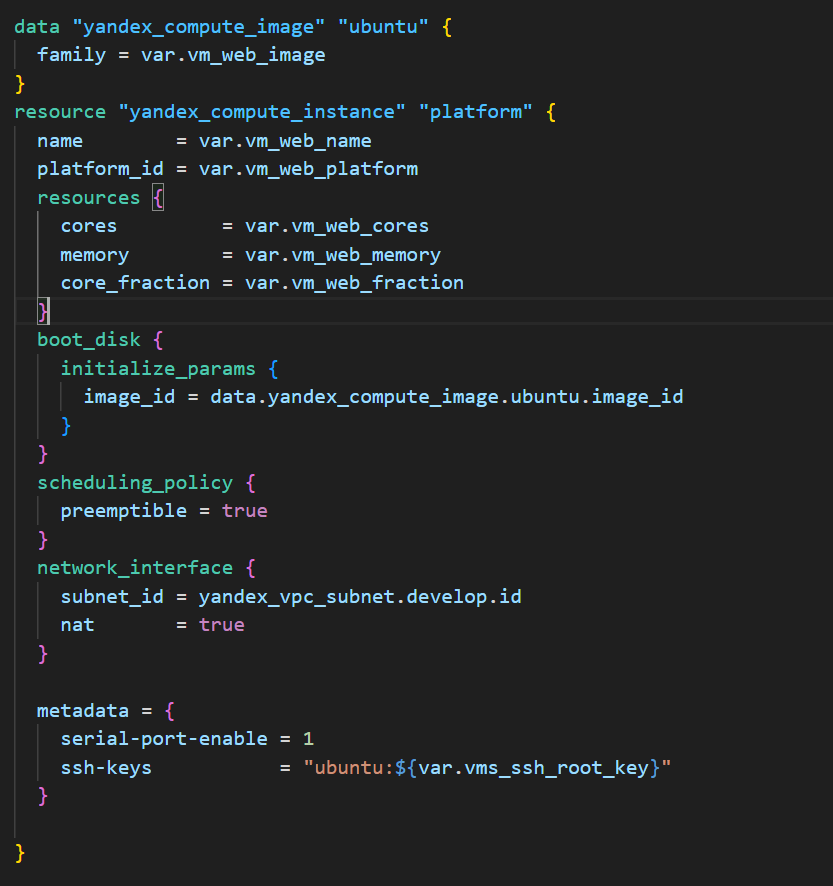 data "yandex_compute_image" "ubuntu" {
  family = var.vm_web_image
}
resource "yandex_compute_instance" "platform" {
  name        = var.vm_web_name
  platform_id = var.vm_web_platform
  resources {
    cores         = var.vm_web_cores
    memory        = var.vm_web_memory
    core_fraction = var.vm_web_fraction
  }
  boot_disk {
    initialize_params {
      image_id = data.yandex_compute_image.ubuntu.image_id
    }
  }
  scheduling_policy {
    preemptible = true
  }
  network_interface {
    subnet_id = yandex_vpc_subnet.develop.id
    nat       = true
  }

  metadata = {
    serial-port-enable = 1
    ssh-keys           = "ubuntu:${var.vms_ssh_root_key}"
  }

}